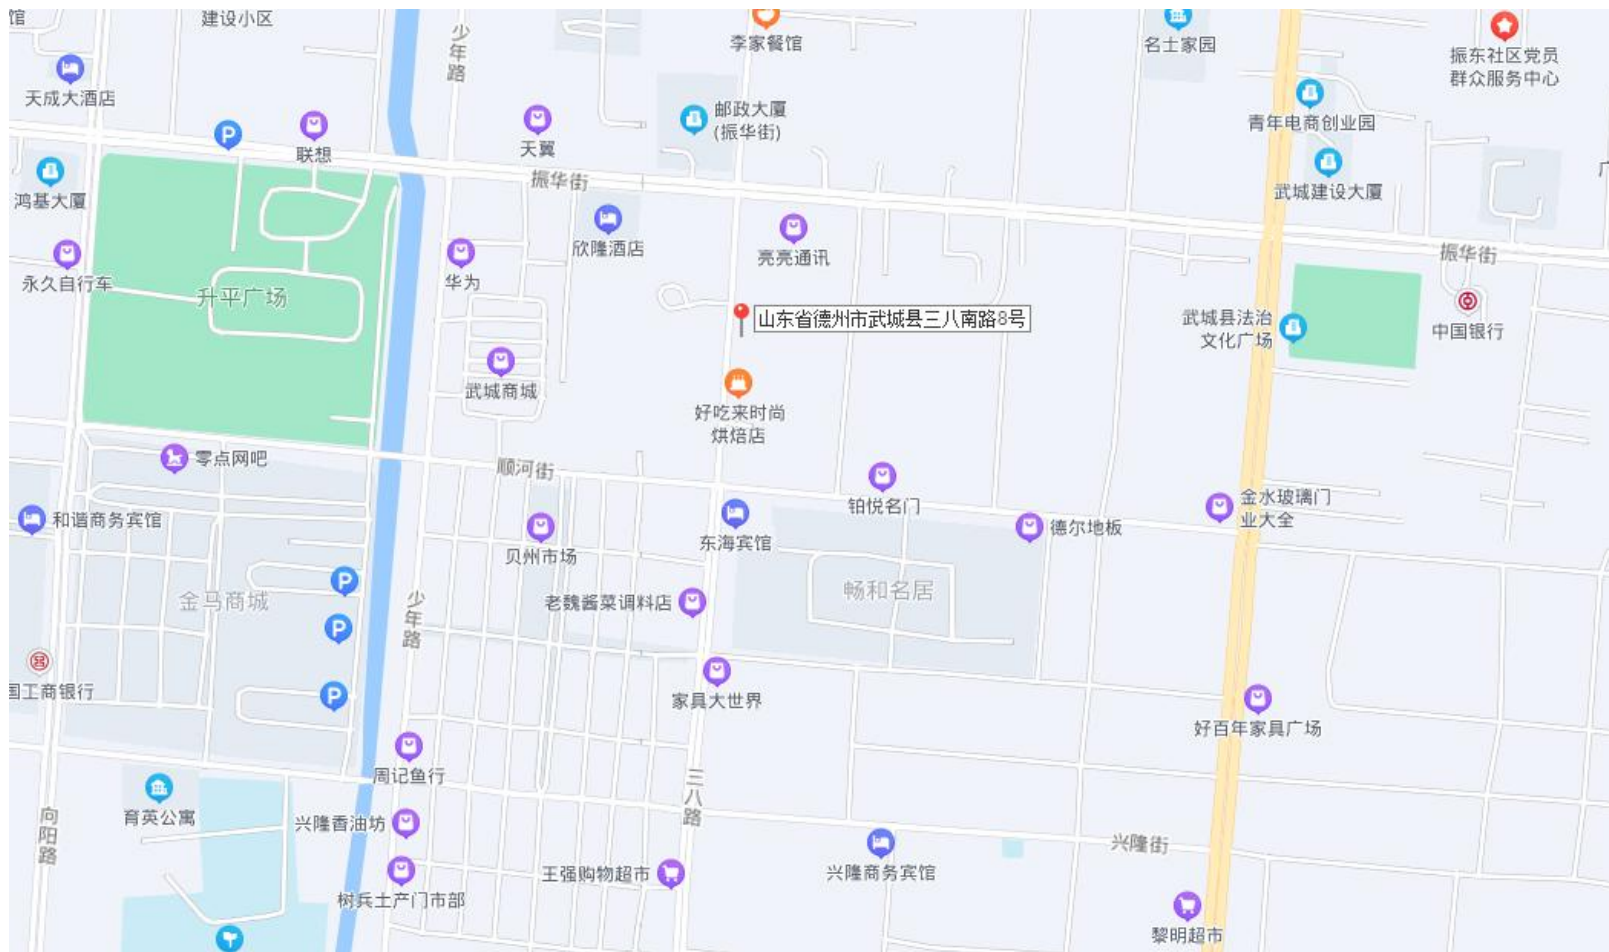 馆
建设小区
少年路
李家餐馆
名士家园
振东社区党员
群众服务中心
天成大酒店
P
联想
天翼
邮政大厦
(振华街)
青年电商创业园
鸿基大厦
振华街
武城建设大厦
广
永久自行车
升平广场
华为
欣隆酒店
亮亮通讯
振华街
山东省德州市武城县三八南路8号
武城县法治
文化广场
中国银行
武城商城
好吃来时尚
烘焙店
零点网吧
顺河街
铂悦名门
金水玻璃门
业大全
和谐商务宾馆
贝州市场
东海宾馆
德尔地板
P
金马商城
少年路
老魏酱菜调料店
畅和名居
P
国工商银行
P
家具大世界
好百年家具广场
周记鱼行
三八路
育英公寓
向阳路
兴隆香油坊
兴隆商务宾馆
兴隆街
王强购物超市
树兵土产门市部
黎明超市